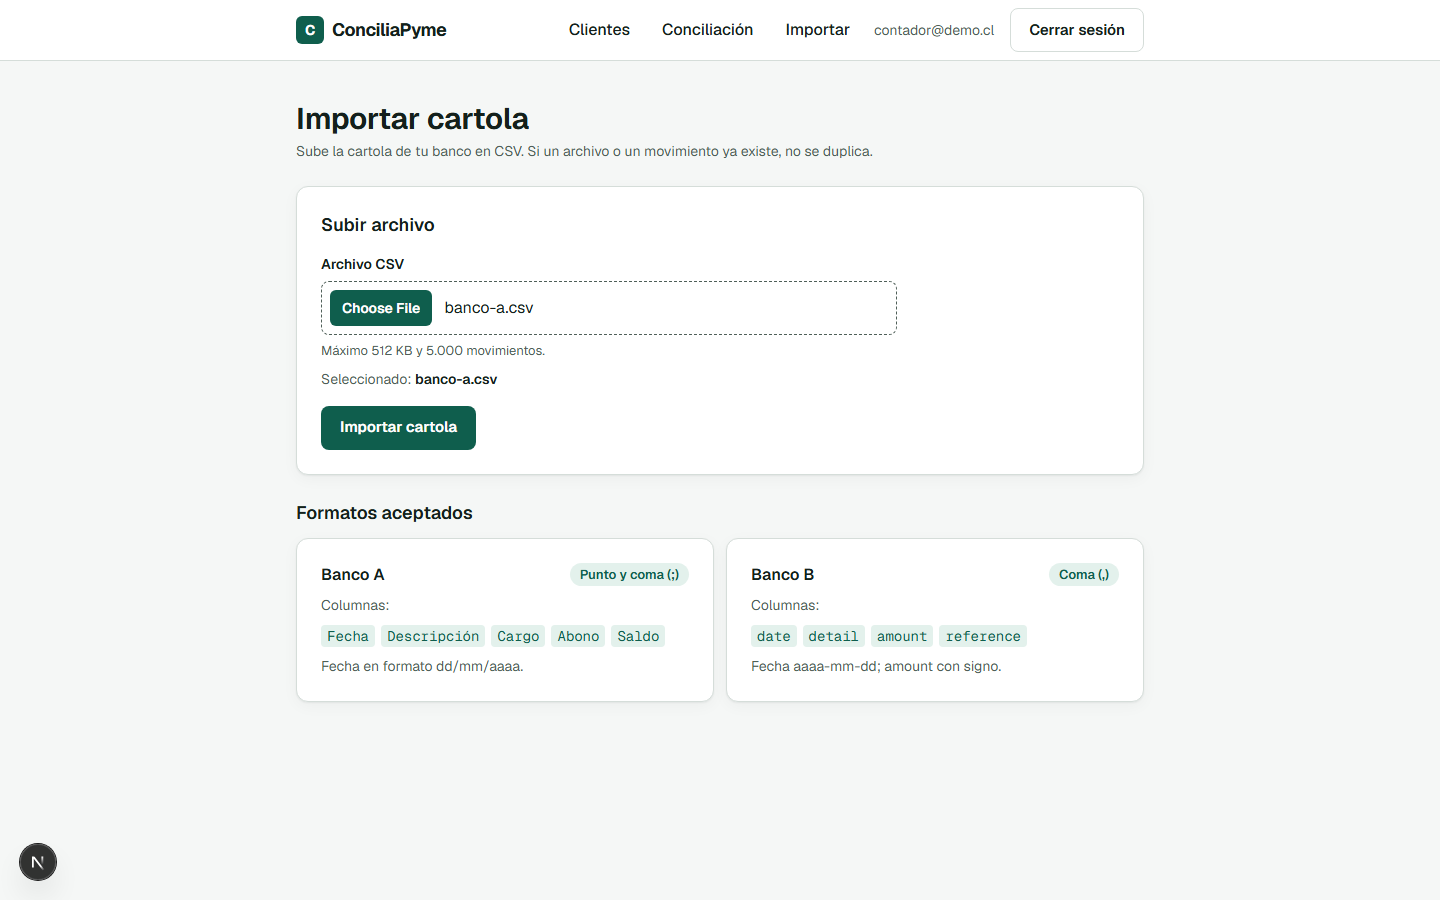 C ConciliaPyme Clientes Conciliación Importar contador@demo.cl Cerrar sesión
Importar cartola
Sube la cartola de tu banco en CSV. Si un archivo o un movimiento ya existe, no se duplica.
Subir archivo
Archivo CSV
Choose File banco-a.csv
Máximo 512 KB y 5.000 movimientos.
Seleccionado: banco-a.csv
Importar cartola
Formatos aceptados
Banco A Punto y coma (;)
Columnas:
Fecha Descripción Cargo Abono Saldo
Fecha en formato dd/mm/aaaa.
Banco B Coma (,)
Columnas:
date detail amount reference
Fecha aaaa-mm-dd; amount con signo.
N